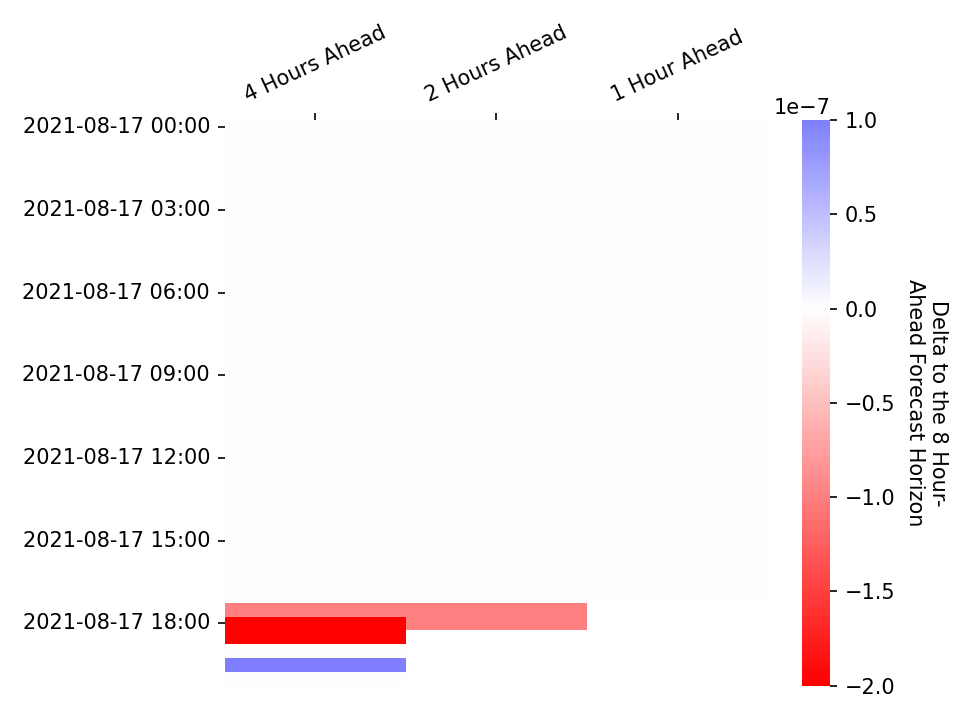 4 Hours Ahead
2 Hours Ahead
1 Hour Ahead
2021-08-17 00:00
2021-08-17 03:00
2021-08-17 06:00
2021-08-17 09:00
2021-08-17 12:00
2021-08-17 15:00
2021-08-17 18:00
1e−7
1.0
0.5
0.0
−0.5
−1.0
−1.5
−2.0
Delta to the 8 Hour-
Ahead Forecast Horizon